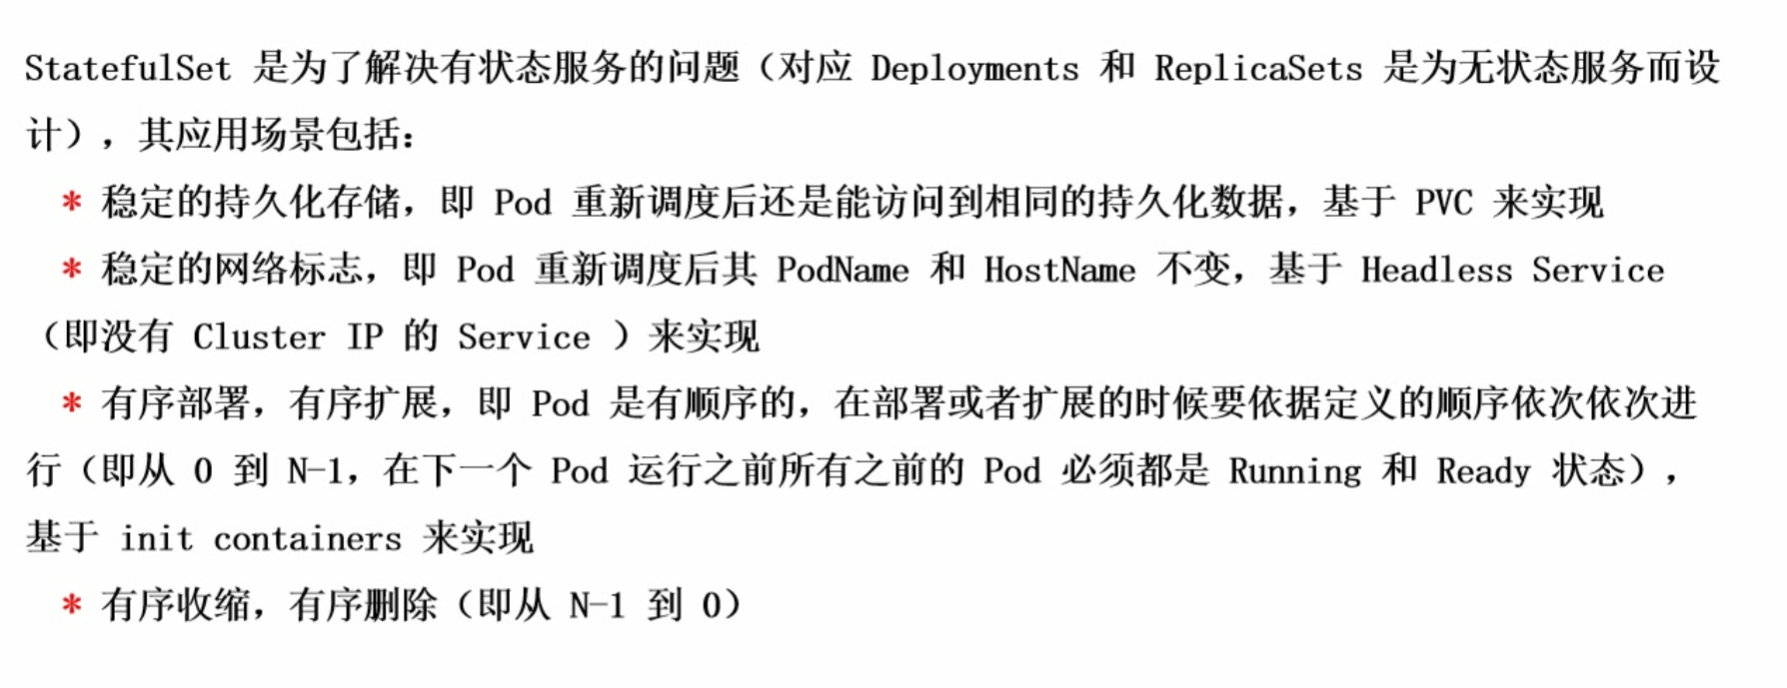 StatefulSet 是为了解决有状态服务的问题（对应 Deployments 和 ReplicaSets 是为无状态服务而设
计），其应用场景包括：
* 稳定的持久化存储，即 Pod 重新调度后还是能访问到相同的持久化数据，基于 PVC 来实现
* 稳定的网络标志，即 Pod 重新调度后其 PodName 和 HostName 不变，基于 Headless Service
（即没有 Cluster IP 的 Service ）来实现
* 有序部署，有序扩展，即 Pod 是有顺序的，在部署或者扩展的时候要依据定义的顺序依次依次进
行（即从 0 到 N-1，在下一个 Pod 运行之前所有之前的 Pod 必须都是 Running 和 Ready 状态），
基于 init containers 来实现
* 有序收缩，有序删除（即从 N-1 到 0）